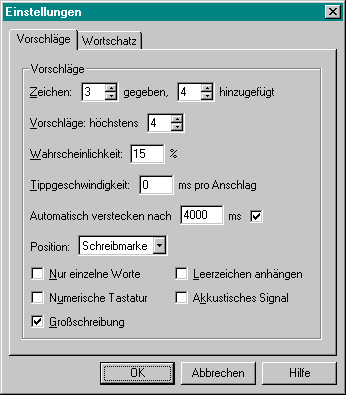 Einstellungen
Vorschläge Wortschatz
Vorschläge
Zeichen: 3 gegeben, 4 hinzugefügt
Vorschläge: höchstens 4
Wahrscheinlichkeit: 15 %
Tippgeschwindigkeit: 0 ms pro Anschlag
Automatisch verstecken nach 4000 ms
Position: Schreibmarke
Nur einzelne Worte Leerzeichen anhängen
Numerische Tastatur Akkustisches Signal
Großschreibung
OK Abbrechen Hilfe